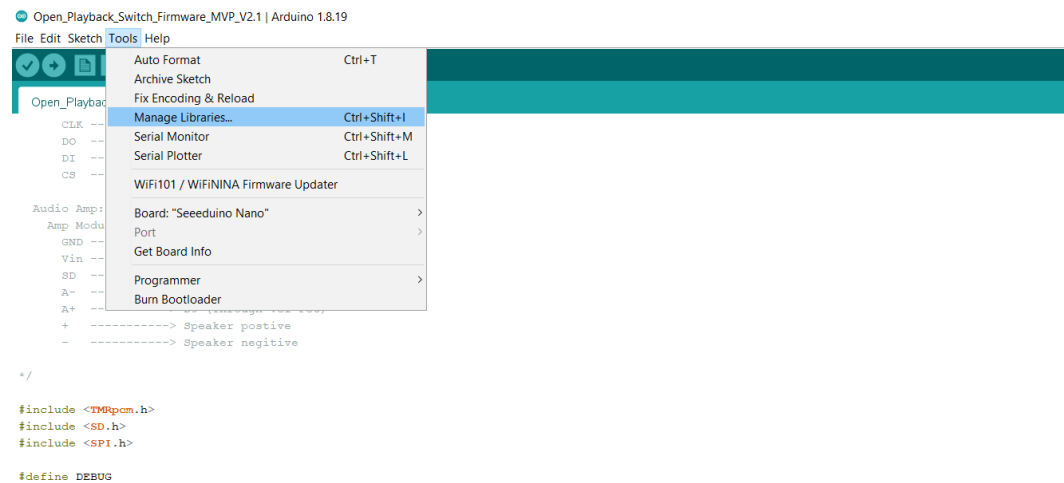 Open_Playback_Switch_Firmware_MVP_V2.1 | Arduino 1.8.19
File Edit Sketch Tools Help
Auto Format Ctrl+T
Archive Sketch
Fix Encoding & Reload
Open_Playbac
Manage Libraries... Ctrl+Shift+I
CLK --
Serial Monitor Ctrl+Shift+M
DO --
Serial Plotter Ctrl+Shift+L
DI --
CS --
WiFi101 / WiFiNINA Firmware Updater
Audio Amp:
Board: "Seeeduino Nano" >
Amp Modu
Port >
GND --
Get Board Info
Vin --
SD --
Programmer >
A- --
Burn Bootloader
A+ --
+ -----------> Speaker postive
- -----------> Speaker negitive
*/
#include <TMRpcm.h>
#include <SD.h>
#include <SPI.h>
#define DEBUG